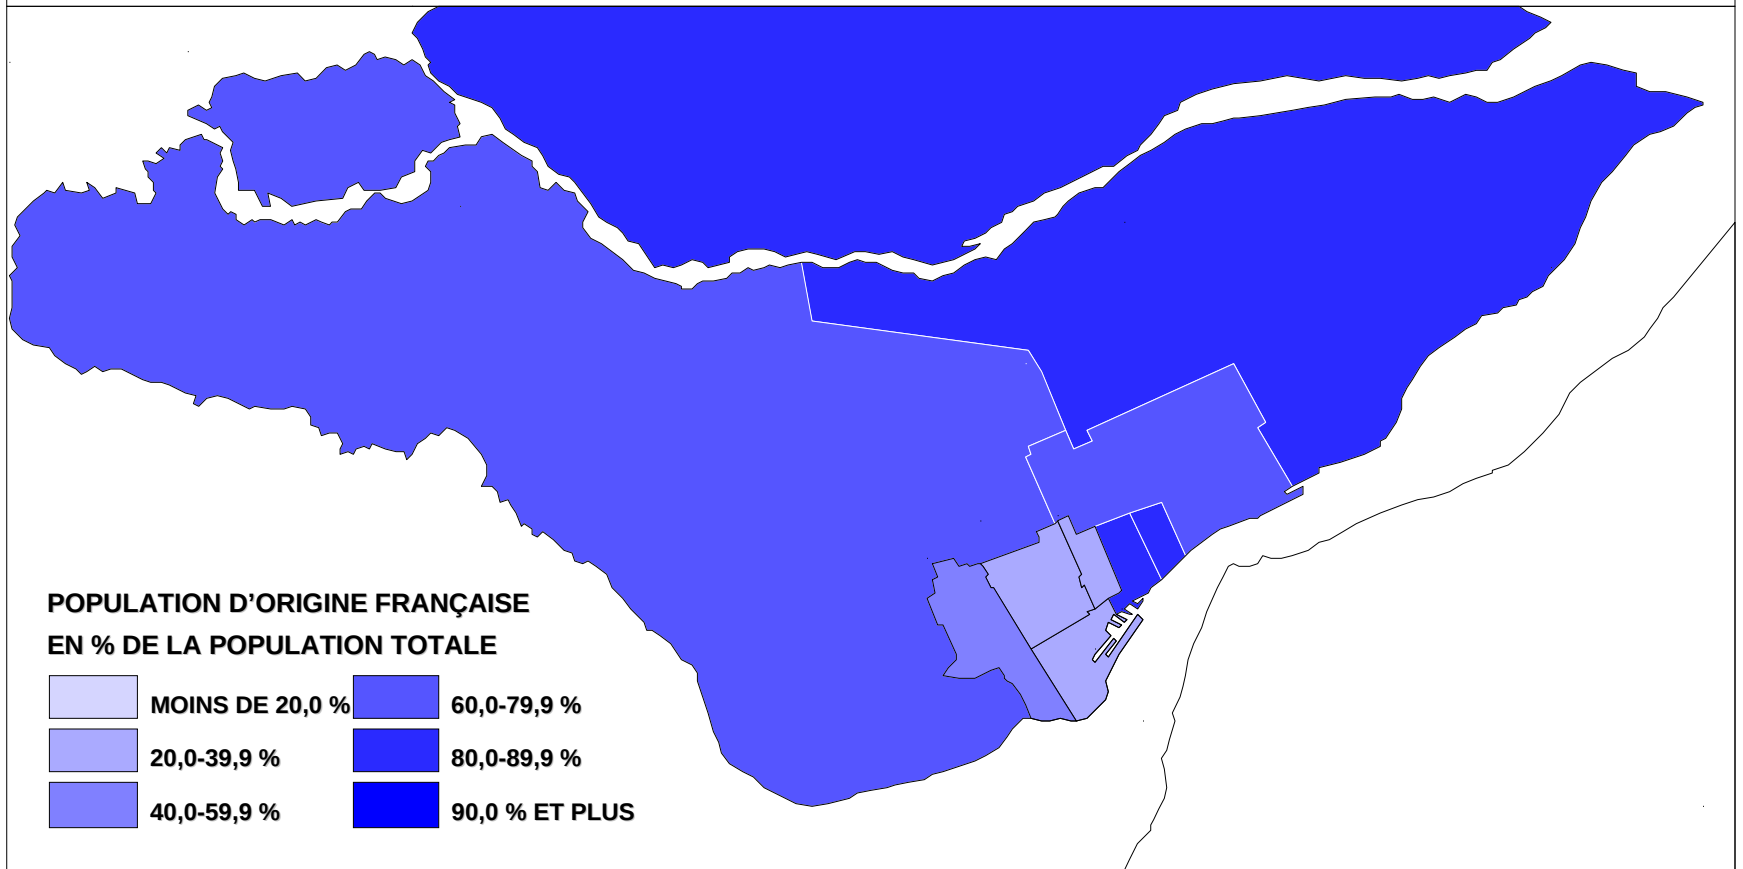 POPULATION D’ORIGINE FRANÇAISE
EN % DE LA POPULATION TOTALE
MOINS DE 20,0 %
20,0-39,9 %
40,0-59,9 %
60,0-79,9 %
80,0-89,9 %
90,0 % ET PLUS